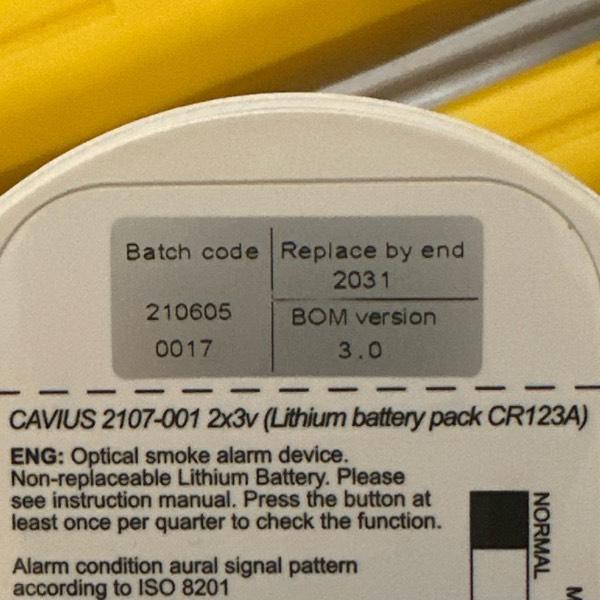 Batch code
210605
0017
Replace by end
2031
BOM version
3.0
CAVIUS 2107-001 2x3v (Lithium battery pack CR123A)
ENG: Optical smoke alarm device.
Non-replaceable Lithium Battery. Please
see instruction manual. Press the button at
least once per quarter to check the function.
Alarm condition aural signal pattern
according to ISO 8201
NORMAL